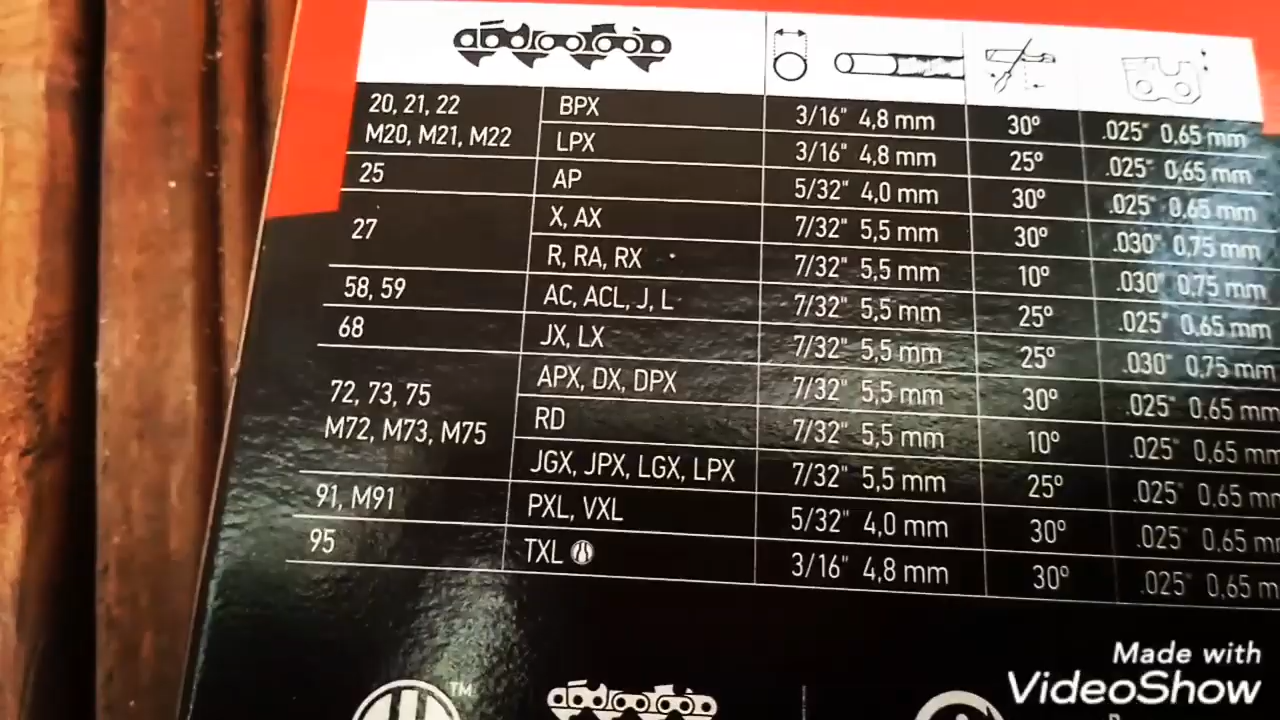 20, 21, 22 BPX 3/16" 4,8 mm 30° .025" 0,65 mm
M20, M21, M22 LPX 3/16" 4,8 mm 25° .025" 0,65 mm
25 AP 5/32" 4,0 mm 30° .025" 0,65 mm
27 X, AX 7/32" 5,5 mm 30° .030" 0,75 mm
R, RA, RX 7/32" 5,5 mm 10° .030" 0,75 mm
58, 59 AC, ACL, J, L 7/32" 5,5 mm 25° .025" 0,65 mm
68 JX, LX 7/32" 5,5 mm 25° .030" 0,75 mm
72, 73, 75 APX, DX, DPX 7/32" 5,5 mm 30° .025" 0,65 mm
M72, M73, M75 RD 7/32" 5,5 mm 10° .025" 0,65 mm
JGX, JPX, LGX, LPX 7/32" 5,5 mm 25° .025" 0,65 m
91, M91 PXL, VXL 5/32" 4,0 mm 30° .025" 0,65 m
95 TXL 3/16" 4,8 mm 30° .025" 0,65 m
TM
Made with
VideoShow